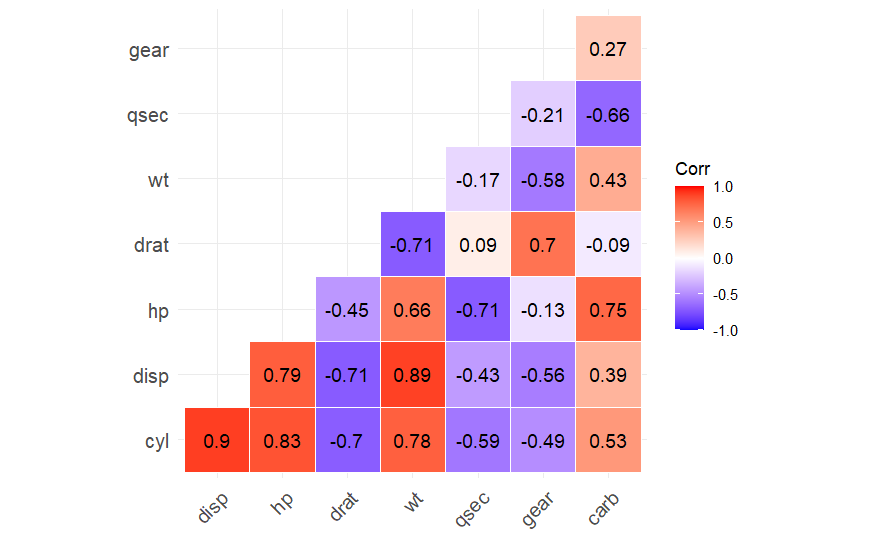 gear 0.27
qsec -0.21 -0.66
wt -0.17 -0.58 0.43
drat -0.71 0.09 0.7 -0.09
hp -0.45 0.66 -0.71 -0.13 0.75
disp 0.79 -0.71 0.89 -0.43 -0.56 0.39
cyl 0.9 0.83 -0.7 0.78 -0.59 -0.49 0.53
disp hp drat wt qsec gear carb
Corr
1.0
0.5
0.0
-0.5
-1.0